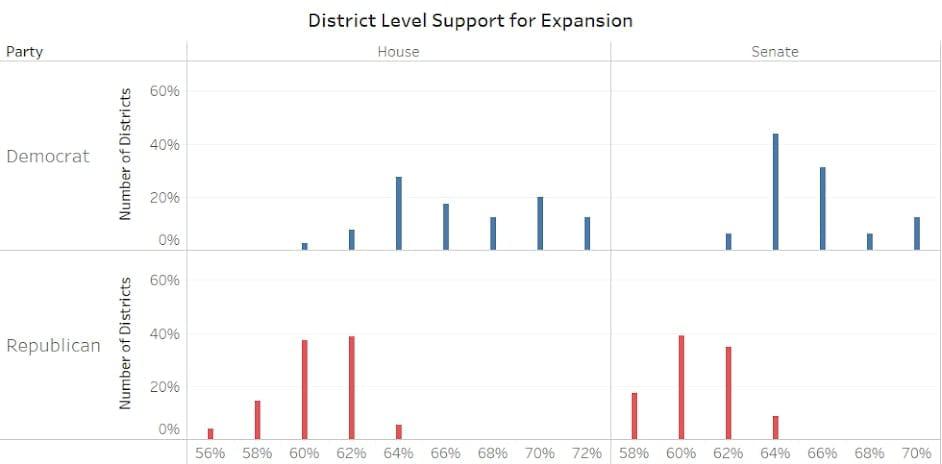 District Level Support for Expansion
Party House Senate
Democrat
Number of Districts
60%
40%
20%
0%
Republican
Number of Districts
60%
40%
20%
0%
56% 58% 60% 62% 64% 66% 68% 70% 72% 58% 60% 62% 64% 66% 68% 70%